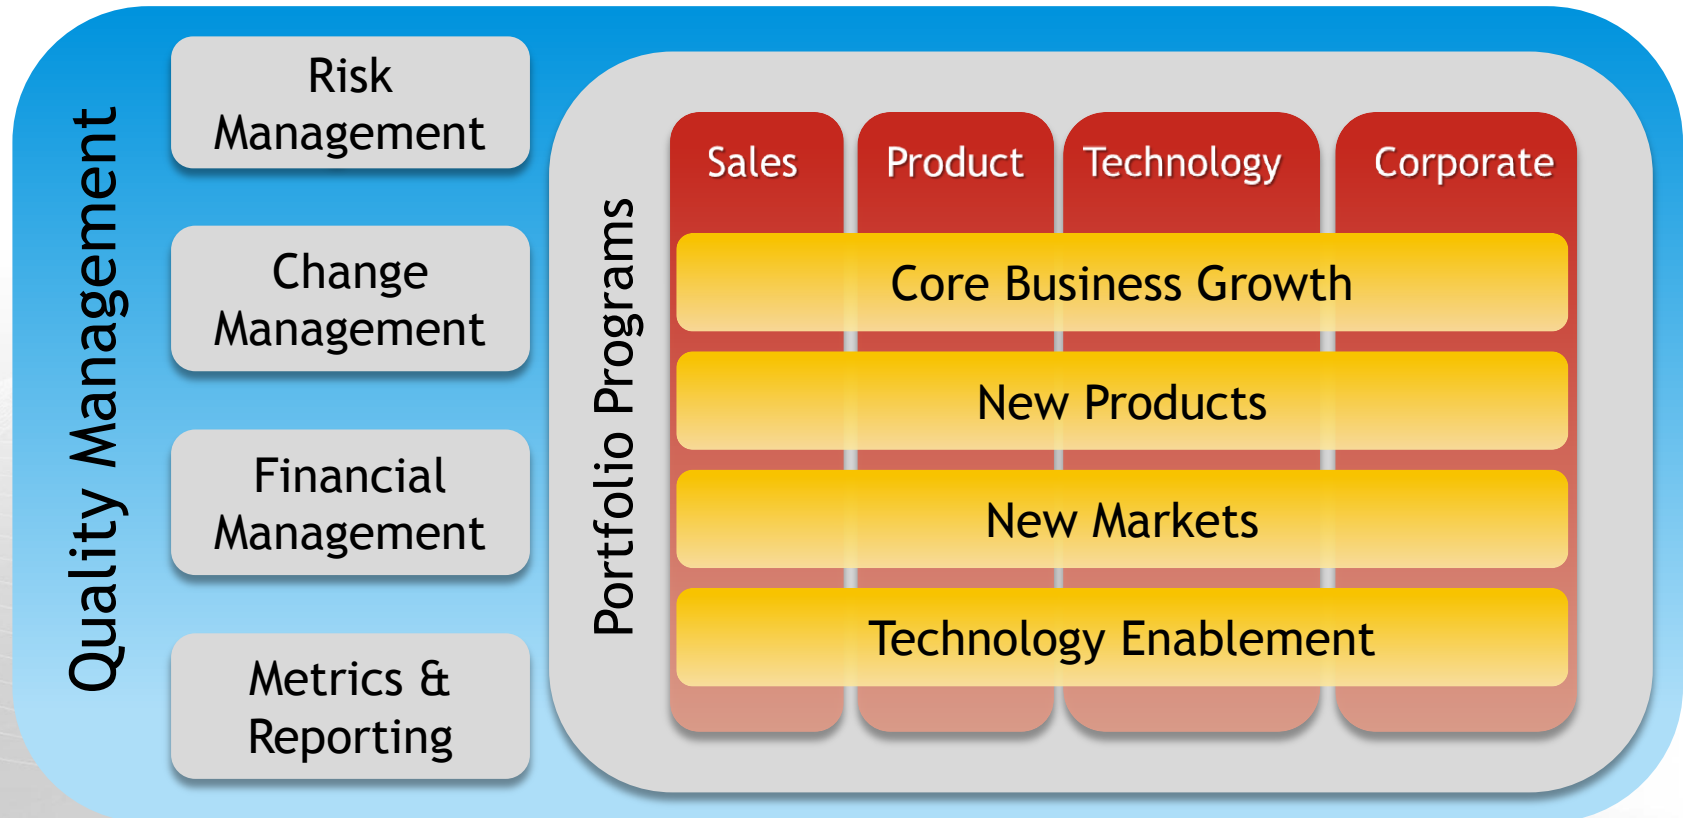 Quality Management
Risk
Management
Change
Management
Financial
Management
Metrics &
Reporting
Portfolio Programs
Sales
Product
Technology
Corporate
Core Business Growth
New Products
New Markets
Technology Enablement